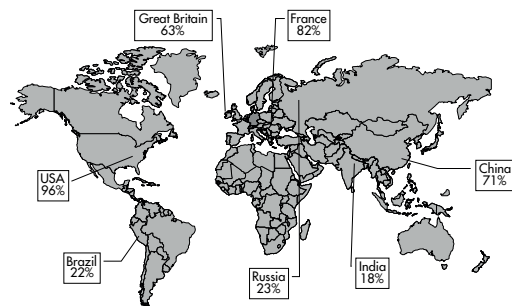 Great Britain
63%
France
82%
USA
96%
China
71%
Brazil
22%
Russia
23%
India
18%